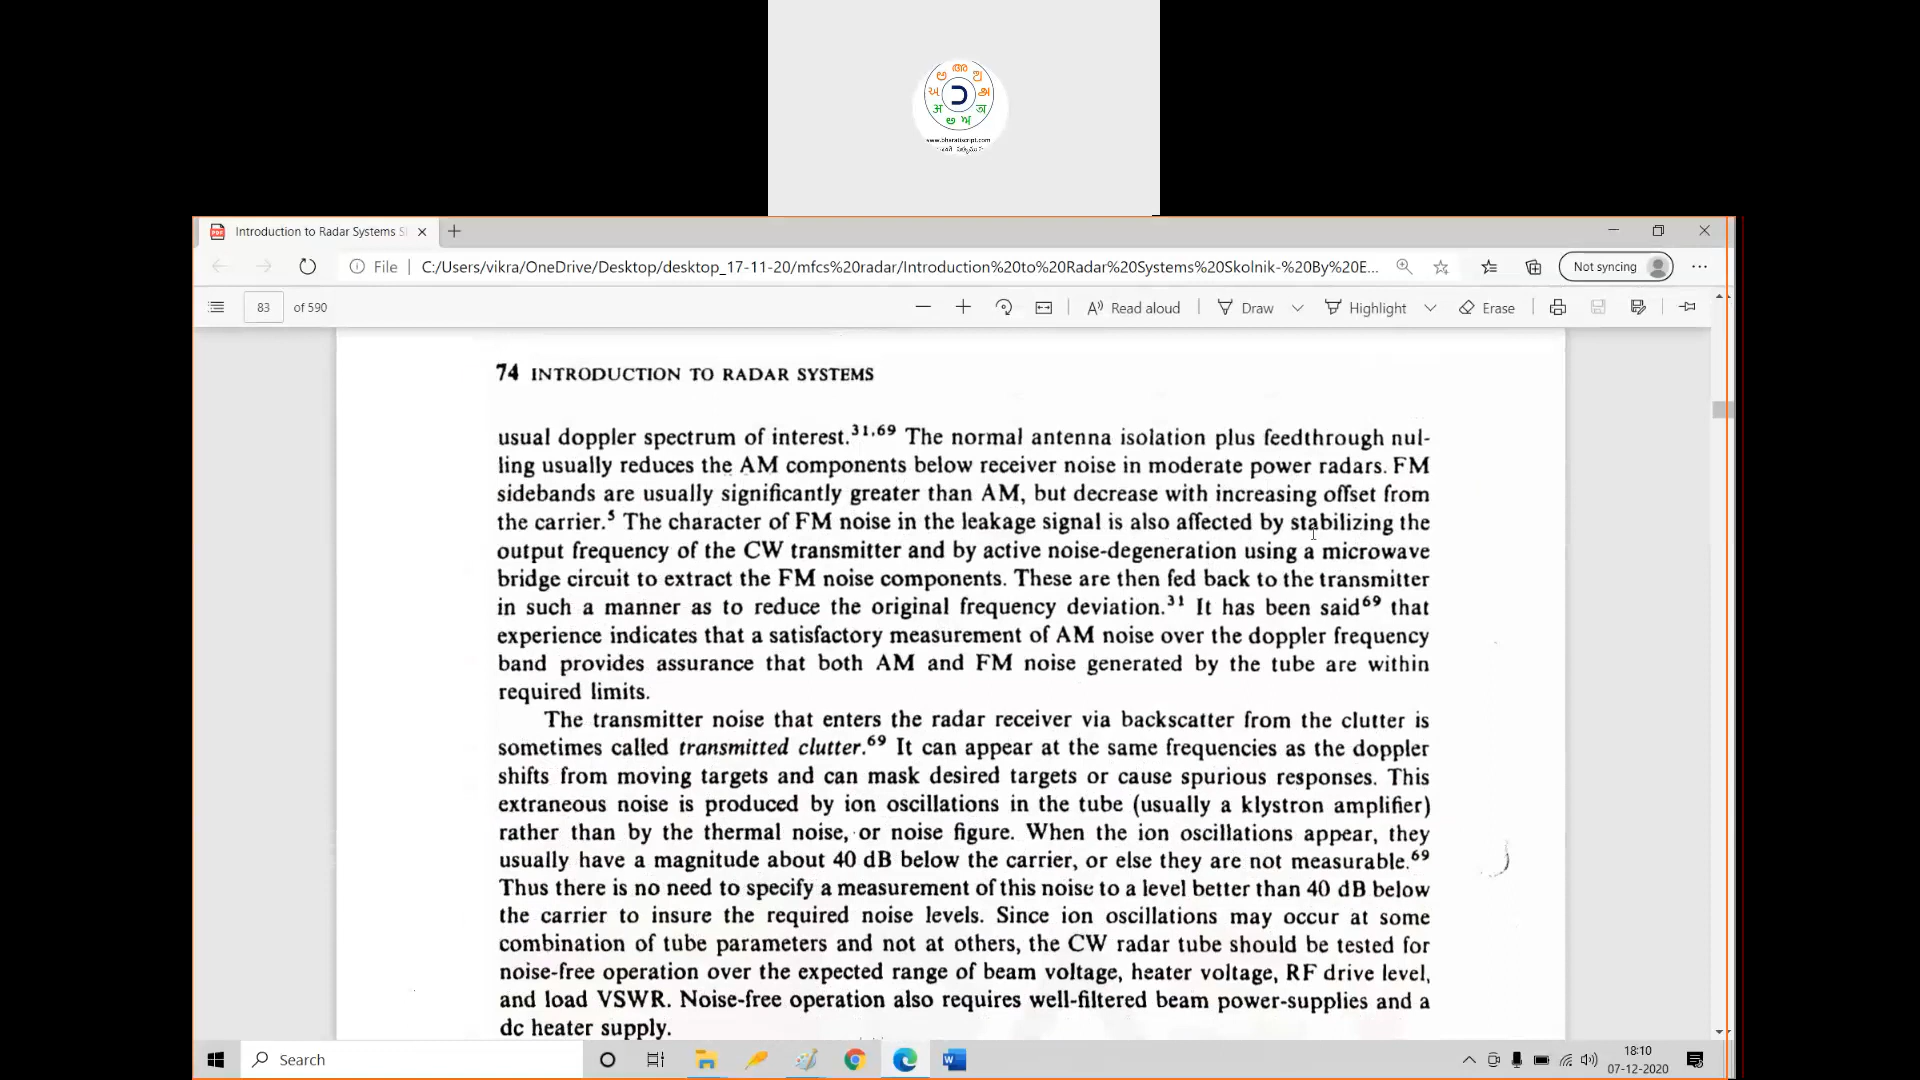 www.bharatiscript.com
Introduction to Radar Systems S
File
C:/Users/vikra/OneDrive/Desktop/desktop_17-11-20/mfcs%20radar/Introduction%20to%20Radar%20Systems%20Skolnik-%20By%20E...
Not syncing
83 of 590
Read aloud
Draw
Highlight
Erase
74 INTRODUCTION TO RADAR SYSTEMS
usual doppler spectrum of interest.31,69 The normal antenna isolation plus feedthrough nul-
ling usually reduces the AM components below receiver noise in moderate power radars. FM
sidebands are usually significantly greater than AM, but decrease with increasing offset from
the carrier.5 The character of FM noise in the leakage signal is also affected by stabilizing the
output frequency of the CW transmitter and by active noise-degeneration using a microwave
bridge circuit to extract the FM noise components. These are then fed back to the transmitter
in such a manner as to reduce the original frequency deviation.31 It has been said69 that
experience indicates that a satisfactory measurement of AM noise over the doppler frequency
band provides assurance that both AM and FM noise generated by the tube are within
required limits.
The transmitter noise that enters the radar receiver via backscatter from the clutter is
sometimes called transmitted clutter.69 It can appear at the same frequencies as the doppler
shifts from moving targets and can mask desired targets or cause spurious responses. This
extraneous noise is produced by ion oscillations in the tube (usually a klystron amplifier)
rather than by the thermal noise, or noise figure. When the ion oscillations appear, they
usually have a magnitude about 40 dB below the carrier, or else they are not measurable.69
Thus there is no need to specify a measurement of this noise to a level better than 40 dB below
the carrier to insure the required noise levels. Since ion oscillations may occur at some
combination of tube parameters and not at others, the CW radar tube should be tested for
noise-free operation over the expected range of beam voltage, heater voltage, RF drive level,
and load VSWR. Noise-free operation also requires well-filtered beam power-supplies and a
dc heater supply.
Search
18:10
07-12-2020